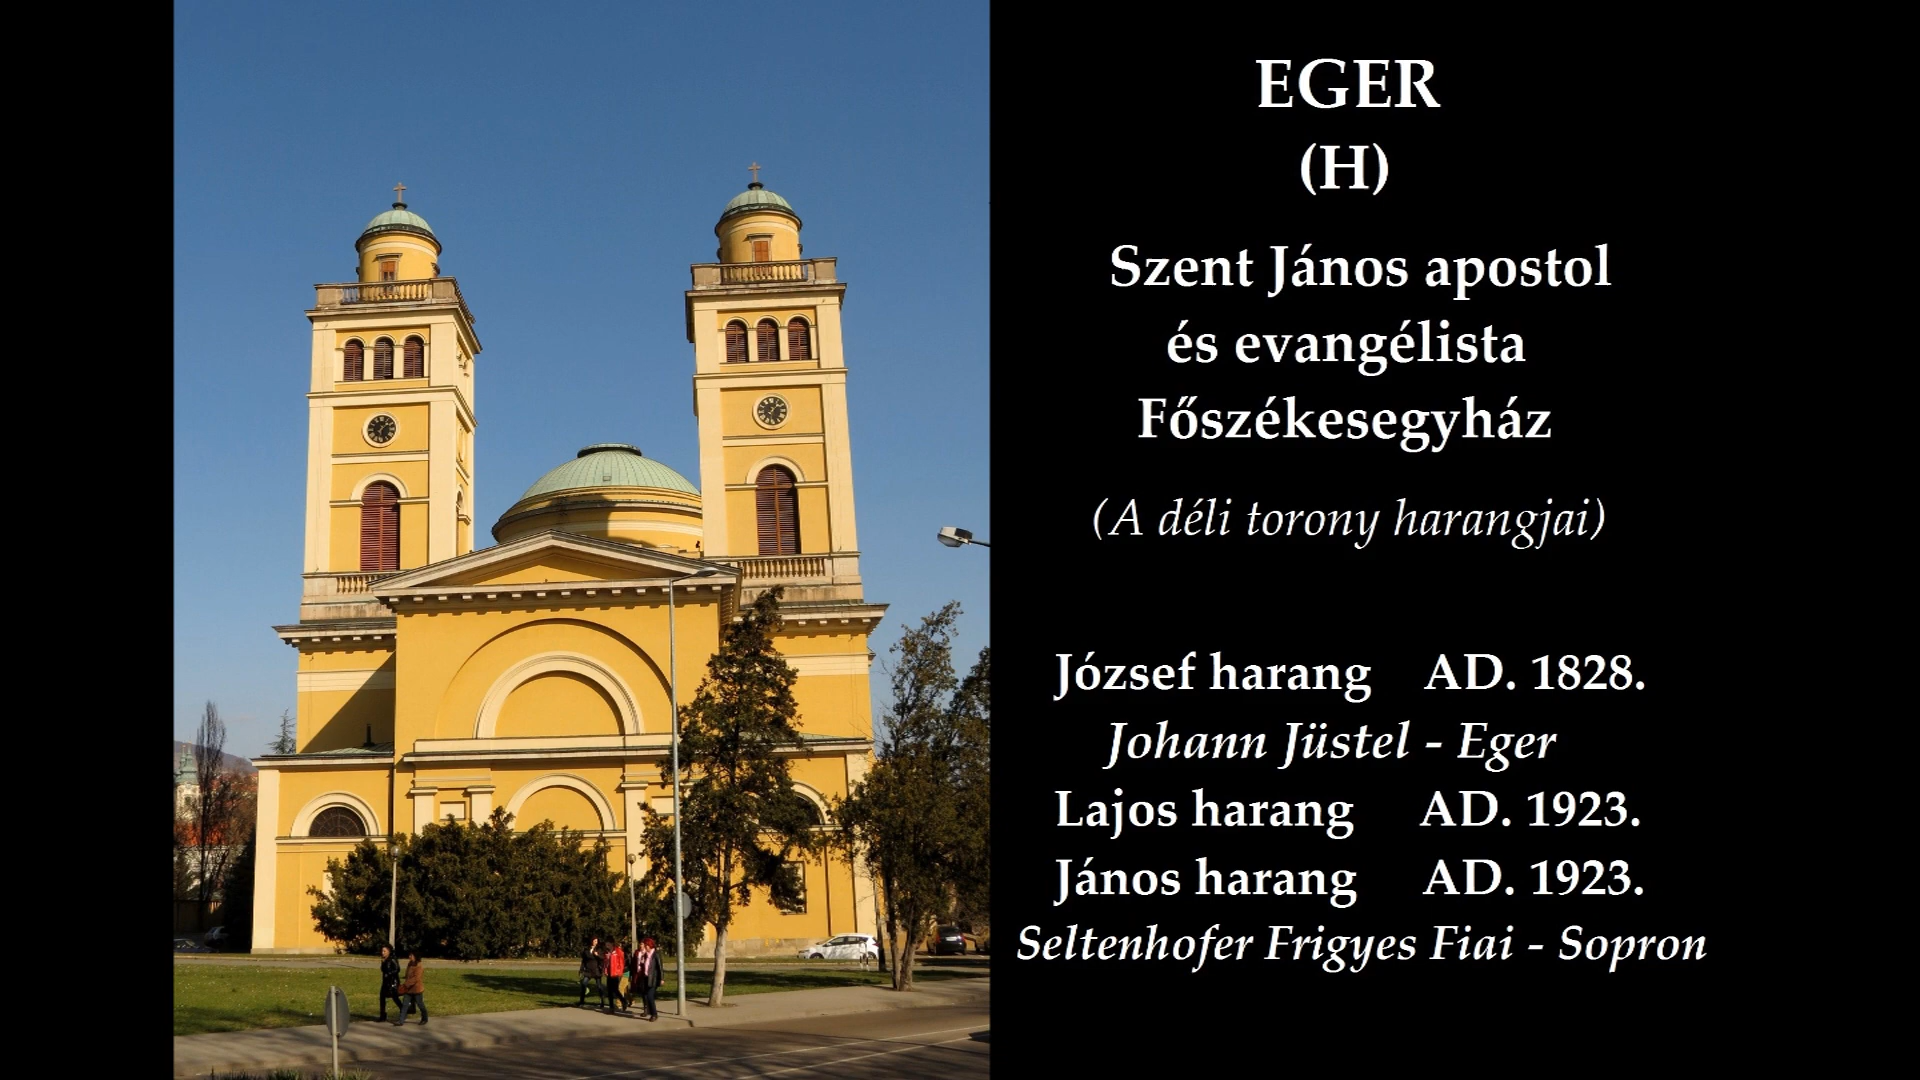 EGER
(H)
Szent János apostol
és evangélista
Főszékesegyház
(A déli torony harangjai)
József harang AD. 1828.
Johann Jüstel - Eger
Lajos harang AD. 1923.
János harang AD. 1923.
Seltenhofer Frigyes Fiai - Sopron